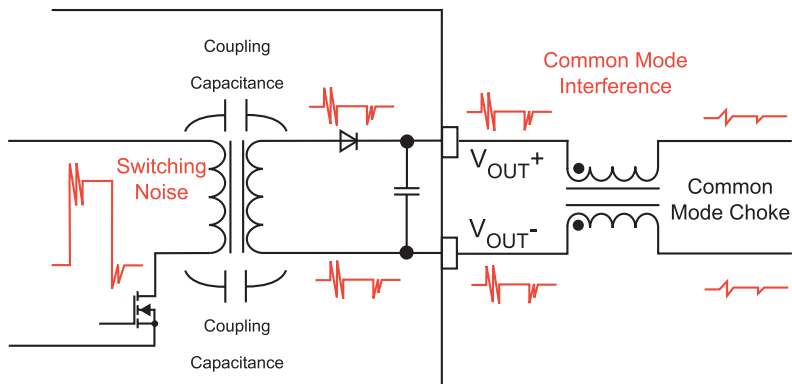 Coupling
Capacitance
Common Mode
Interference
Switching
Noise
VOUT+
Common
Mode Choke
VOUT-
Coupling
Capacitance